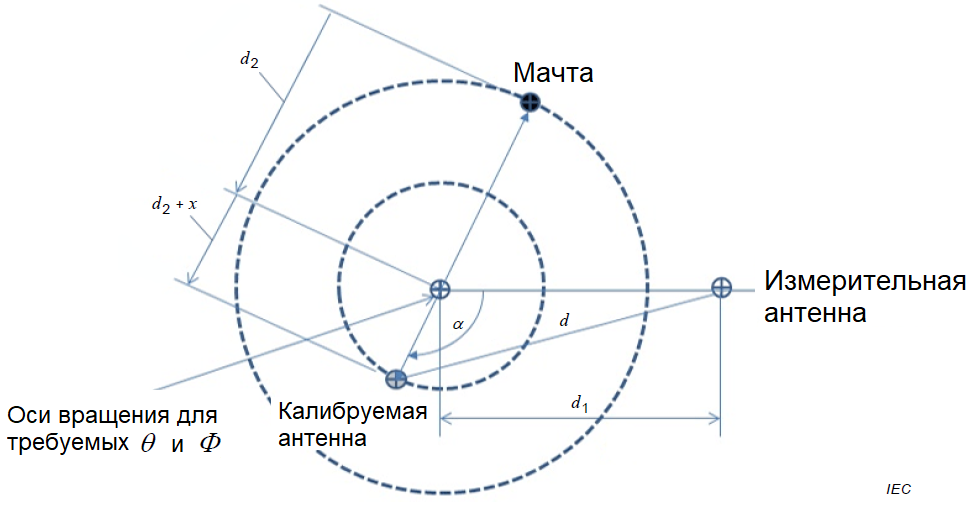 d2
Мачта
d2 + x
Измерительная
антенна
α
d
Оси вращения для
требуемых θ и Φ
Калибруемая
антенна
d1
IEC